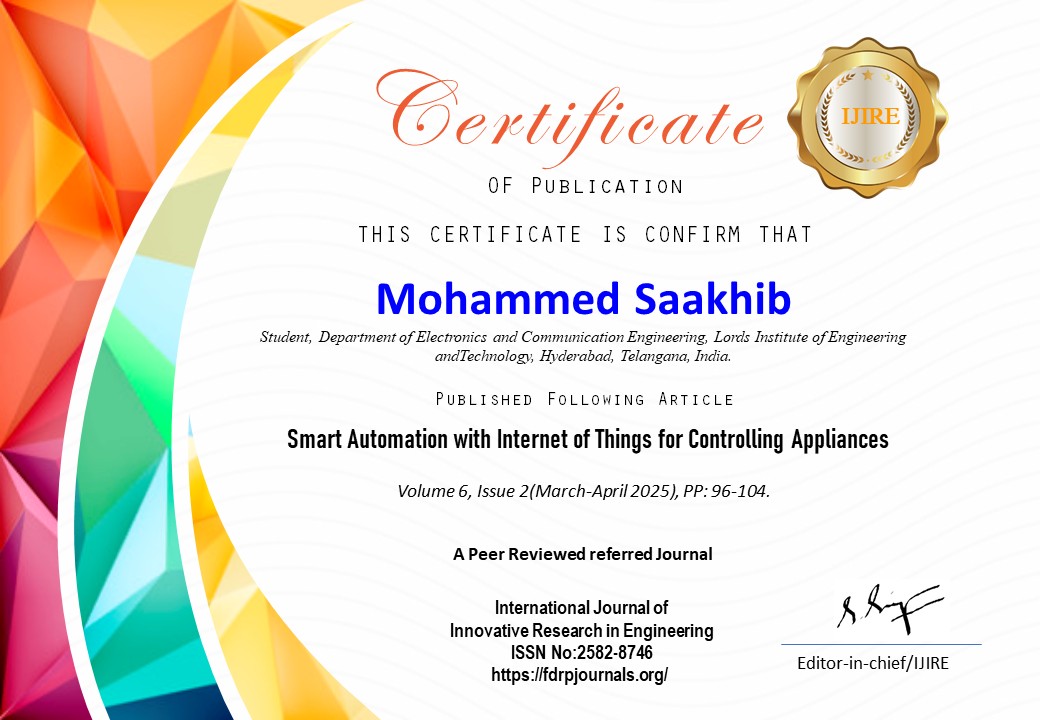 Certificate
IJIRE
OF PUBLICATION
THIS CERTIFICATE IS CONFIRM THAT
Mohammed Saakhib
Student, Department of Electronics and Communication Engineering, Lords Institute of Engineering
andTechnology, Hyderabad, Telangana, India.
PUBLISHED FOLLOWING ARTICLE
Smart Automation with Internet of Things for Controlling Appliances
Volume 6, Issue 2(March-April 2025), PP: 96-104.
A Peer Reviewed referred Journal
International Journal of
Innovative Research in Engineering
ISSN No:2582-8746
https://fdrpjournals.org/
Editor-in-chief/IJIRE